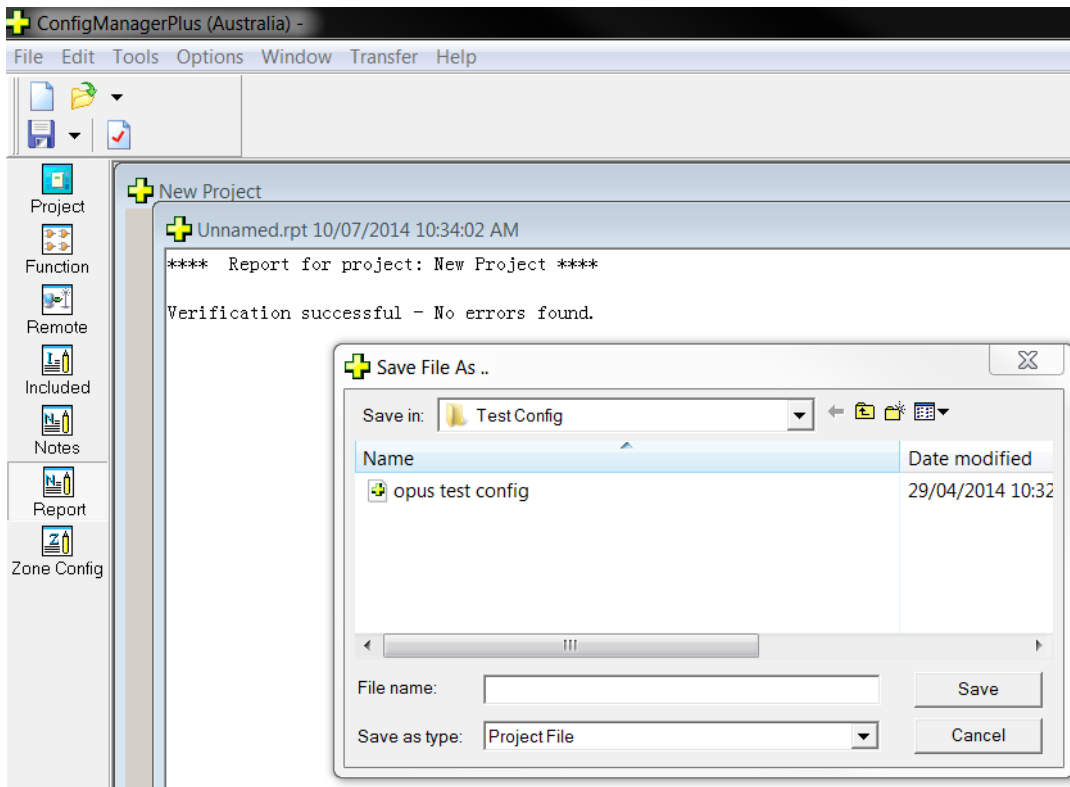 ConfigManagerPlus (Australia) -
File Edit Tools Options Window Transfer Help
Project
Function
Remote
Included
Notes
Report
Zone Config
New Project
Unnamed.rpt 10/07/2014 10:34:02 AM
**** Report for project: New Project ****
Verification successful - No errors found.
Save File As ..
Save in: Test Config
Name Date modified
opus test config 29/04/2014 10:32
File name: Save
Save as type: Project File Cancel